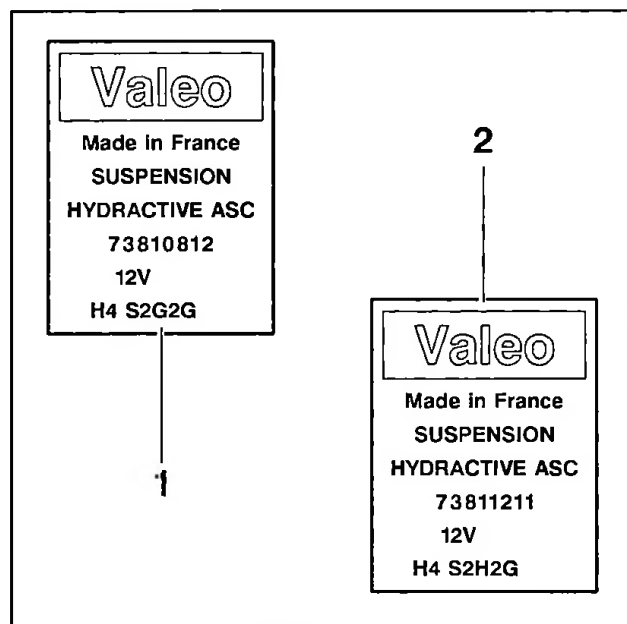 Valeo
Made in France
SUSPENSION
HYDRACTIVE ASC
73810812
12V
H4 S2G2G
1
2
Valeo
Made in France
SUSPENSION
HYDRACTIVE ASC
73811211
12V
H4 S2H2G